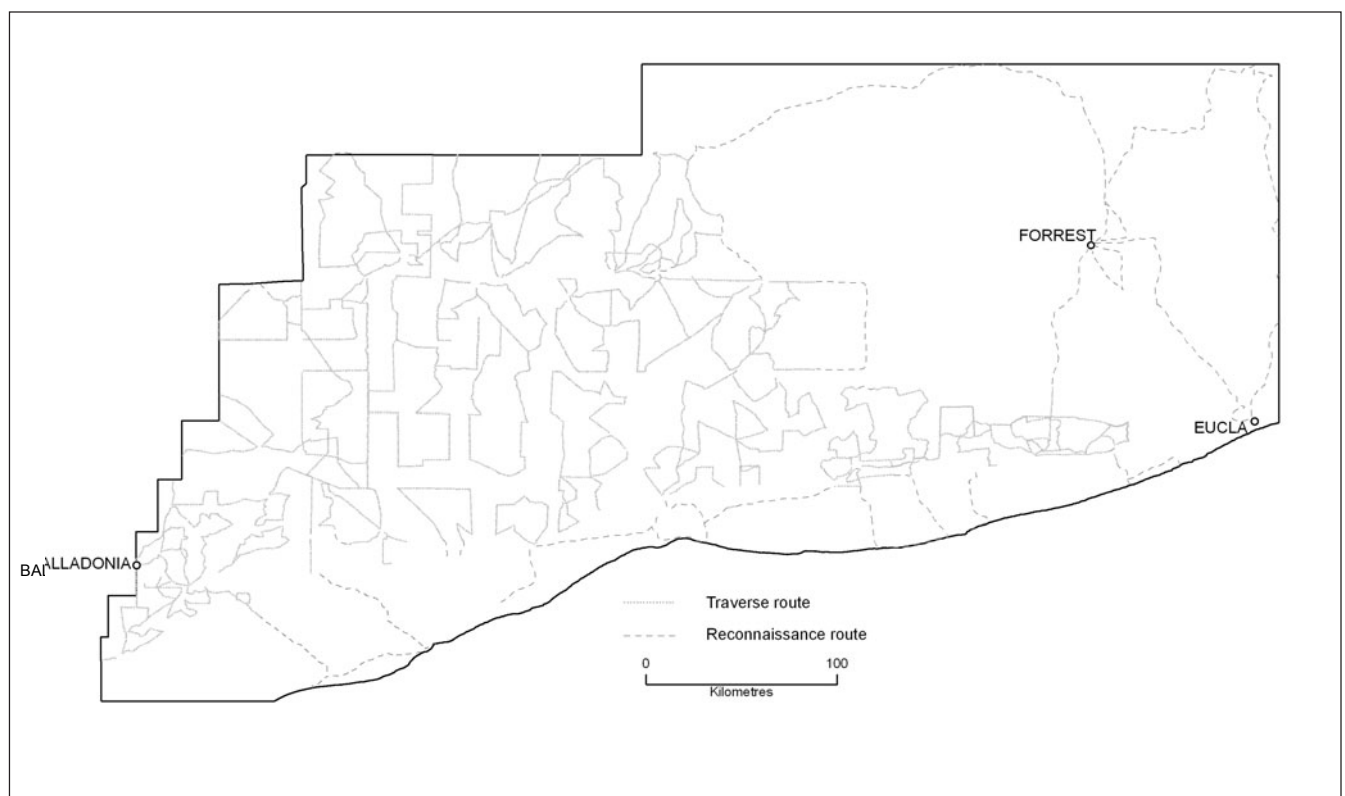 FORREST
EUCLA
BALLADONIA
Traverse route
Reconnaissance route
0 100
Kilometres